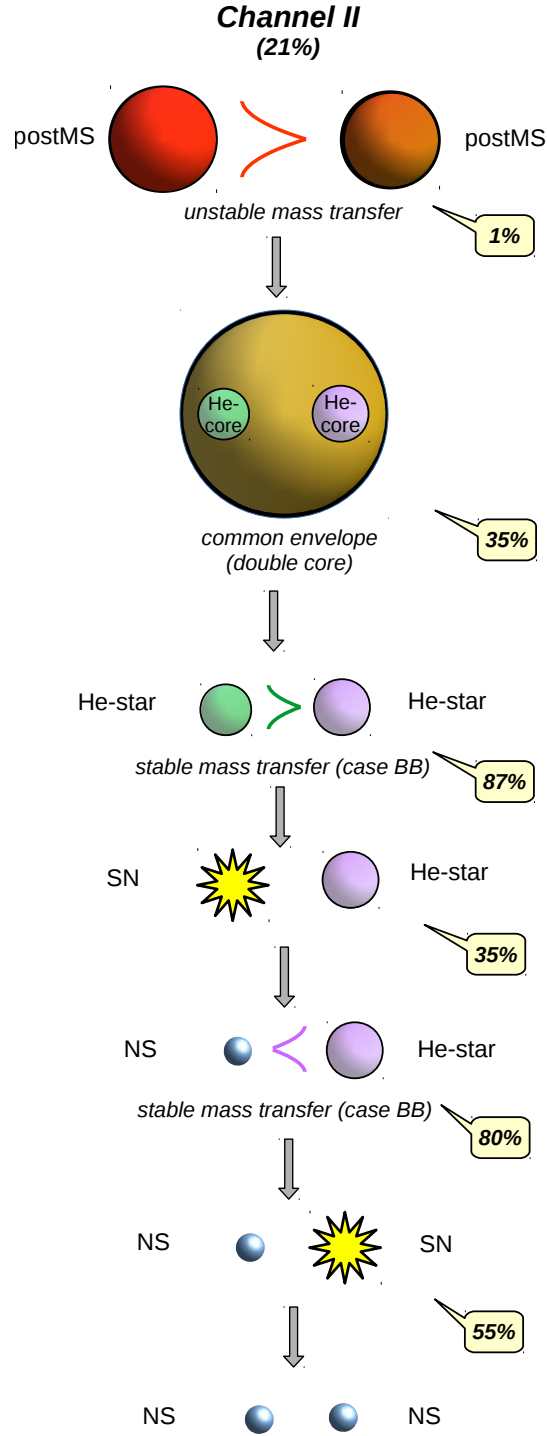 Channel II
(21%)
postMS
postMS
unstable mass transfer
1%
He-
core
He-
core
common envelope
(double core)
35%
He-star
He-star
stable mass transfer (case BB)
87%
SN
He-star
35%
NS
He-star
stable mass transfer (case BB)
80%
NS
SN
55%
NS
NS